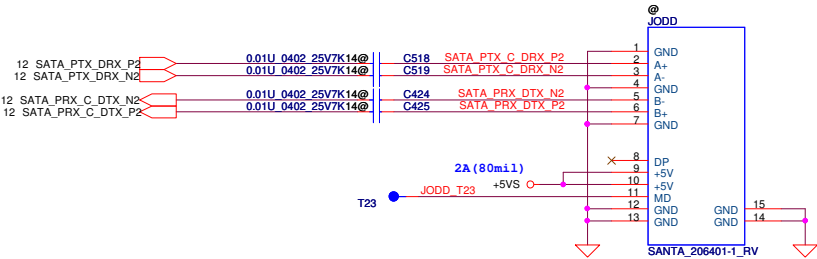 @
JODD
12 SATA_PTX_DRX_P2 0.01U_0402_25V7K14@ C518 SATA_PTX_C_DRX_P2
12 SATA_PTX_DRX_N2 0.01U_0402_25V7K14@ C519 SATA_PTX_C_DRX_N2
12 SATA_PRX_C_DTX_N2 0.01U_0402_25V7K14@ C424 SATA_PRX_DTX_N2
12 SATA_PRX_C_DTX_P2 0.01U_0402_25V7K14@ C425 SATA_PRX_DTX_P2
1 GND
2 A+
3 A-
4 GND
5 B-
6 B+
7 GND
8 DP
2A(80mil)
9 +5V
+5VS 10 +5V
T23 JODD_T23 11 MD
12 GND GND 15
13 GND GND 14
SANTA_206401-1_RV